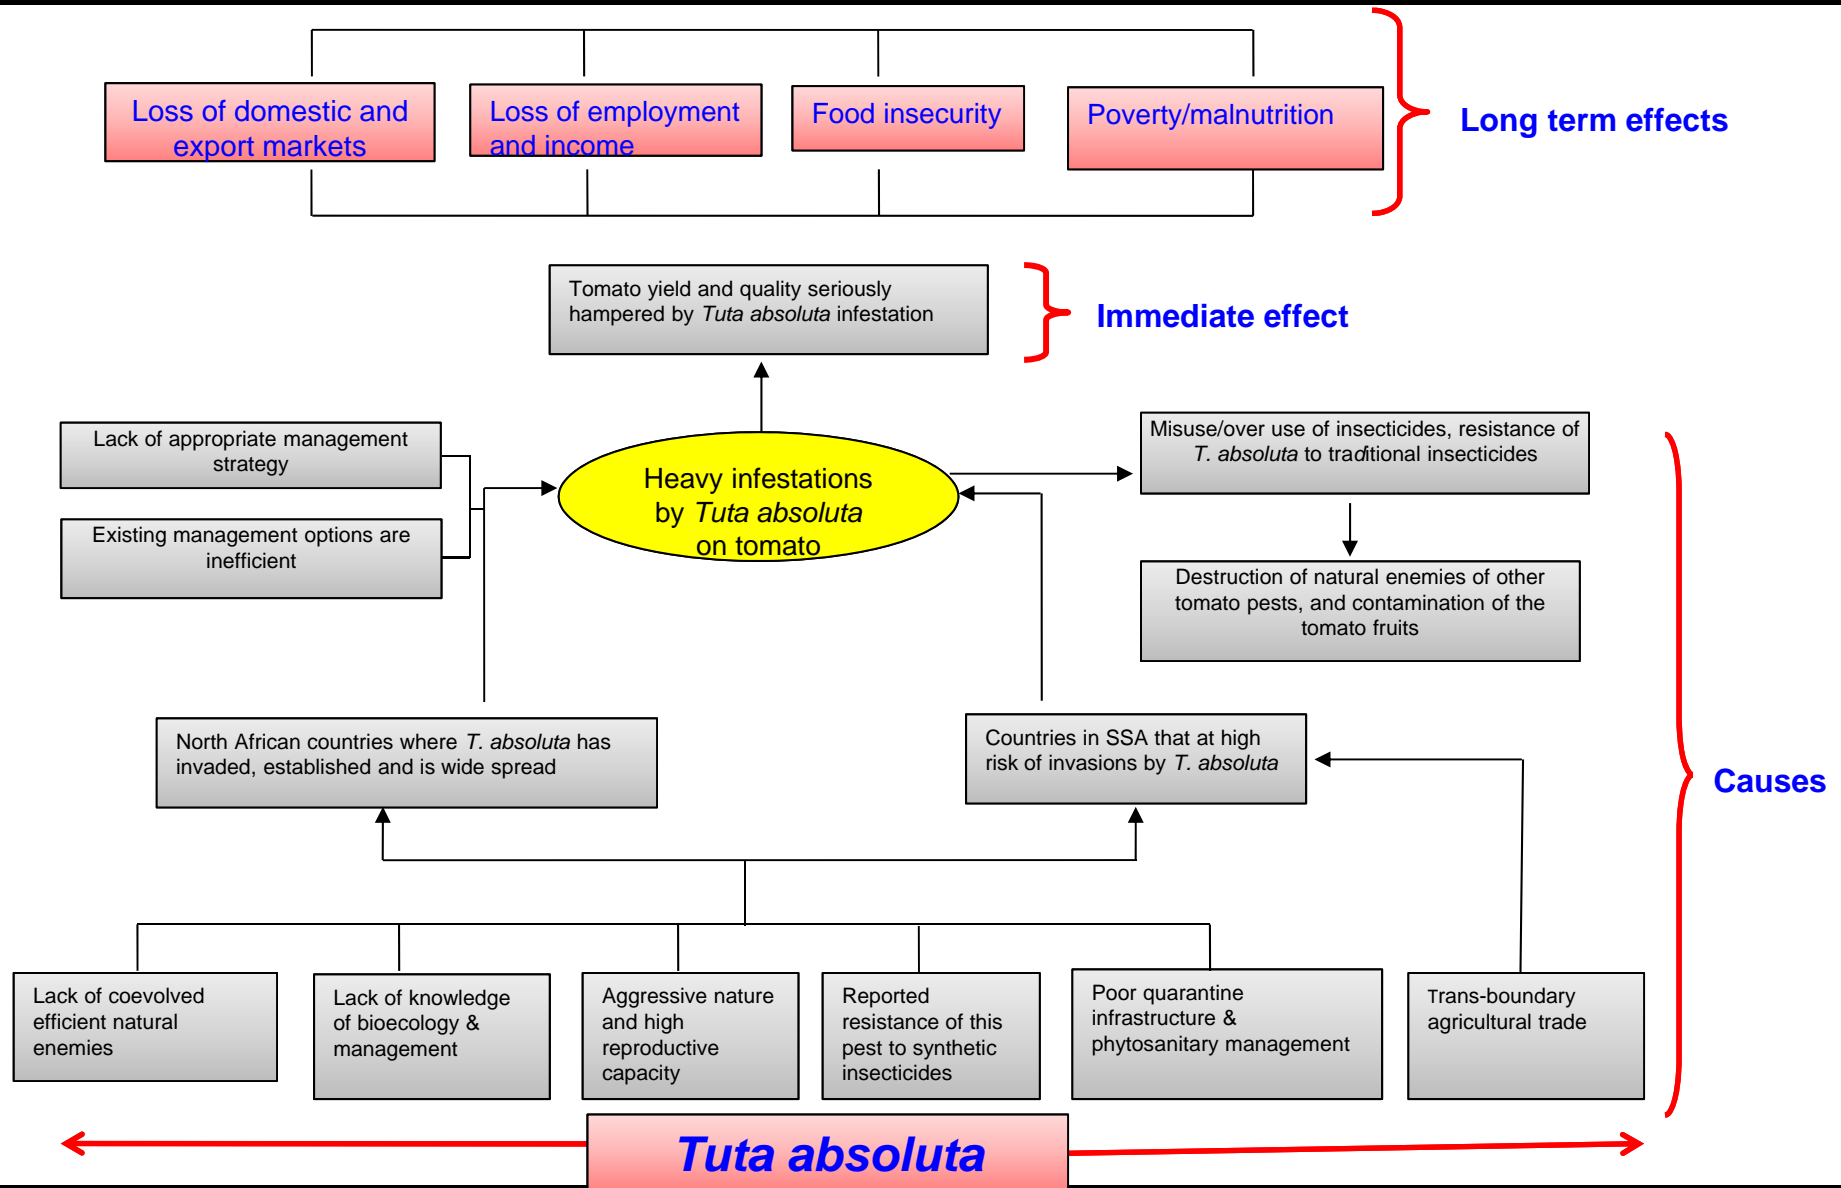 Loss of domestic and
export markets
Loss of employment
and income
Food insecurity
Poverty/malnutrition
Long term effects
Tomato yield and quality seriously
hampered by Tuta absoluta infestation
Immediate effect
Lack of appropriate management
strategy
Existing management options are
inefficient
Heavy infestations
by Tuta absoluta
on tomato
Misuse/over use of insecticides, resistance of
T. absoluta to traditional insecticides
Destruction of natural enemies of other
tomato pests, and contamination of the
tomato fruits
North African countries where T. absoluta has
invaded, established and is wide spread
Countries in SSA that at high
risk of invasions by T. absoluta
Causes
Lack of coevolved
efficient natural
enemies
Lack of knowledge
of bioecology &
management
Aggressive nature
and high
reproductive
capacity
Reported
resistance of this
pest to synthetic
insecticides
Poor quarantine
infrastructure &
phytosanitary management
Trans-boundary
agricultural trade
Tuta absoluta